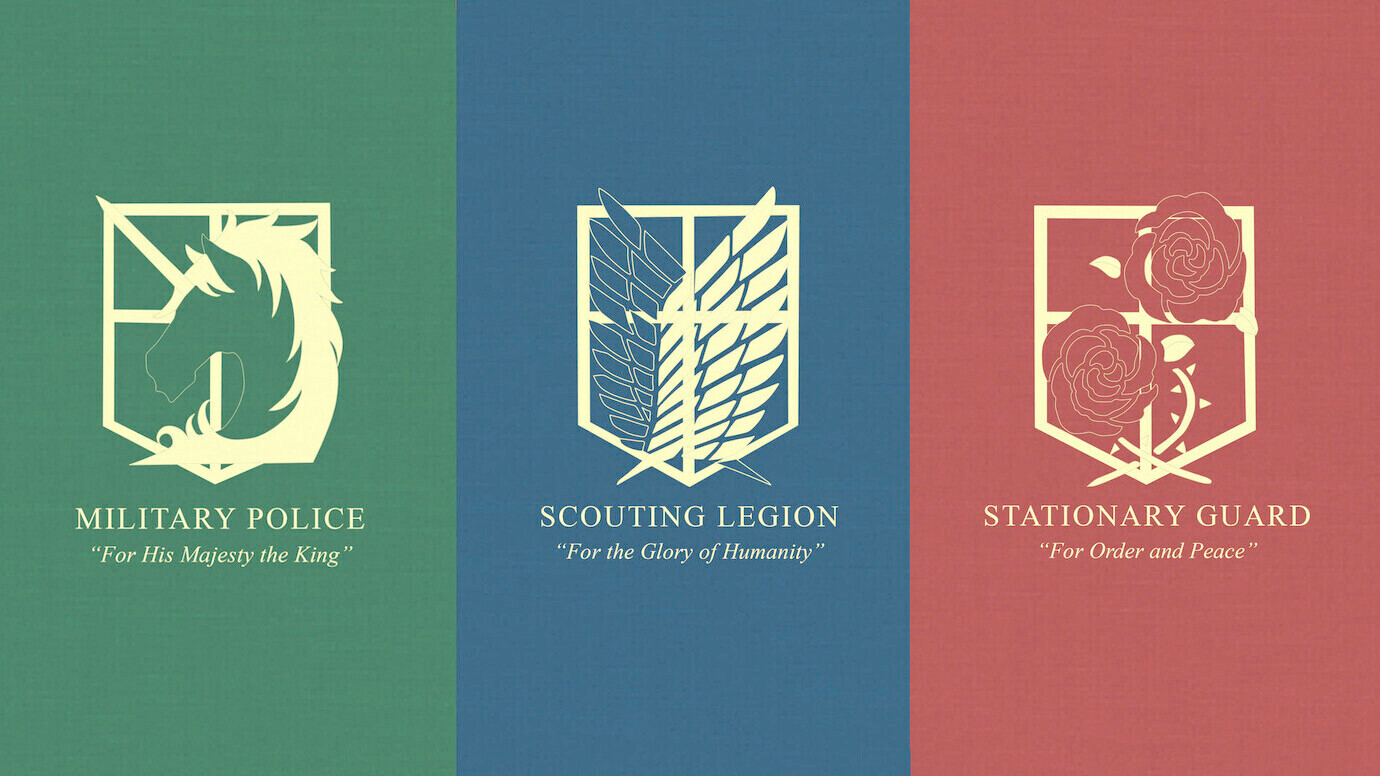 MILITARY POLICE
“For His Majesty the King”
SCOUTING LEGION
“For the Glory of Humanity”
STATIONARY GUARD
“For Order and Peace”